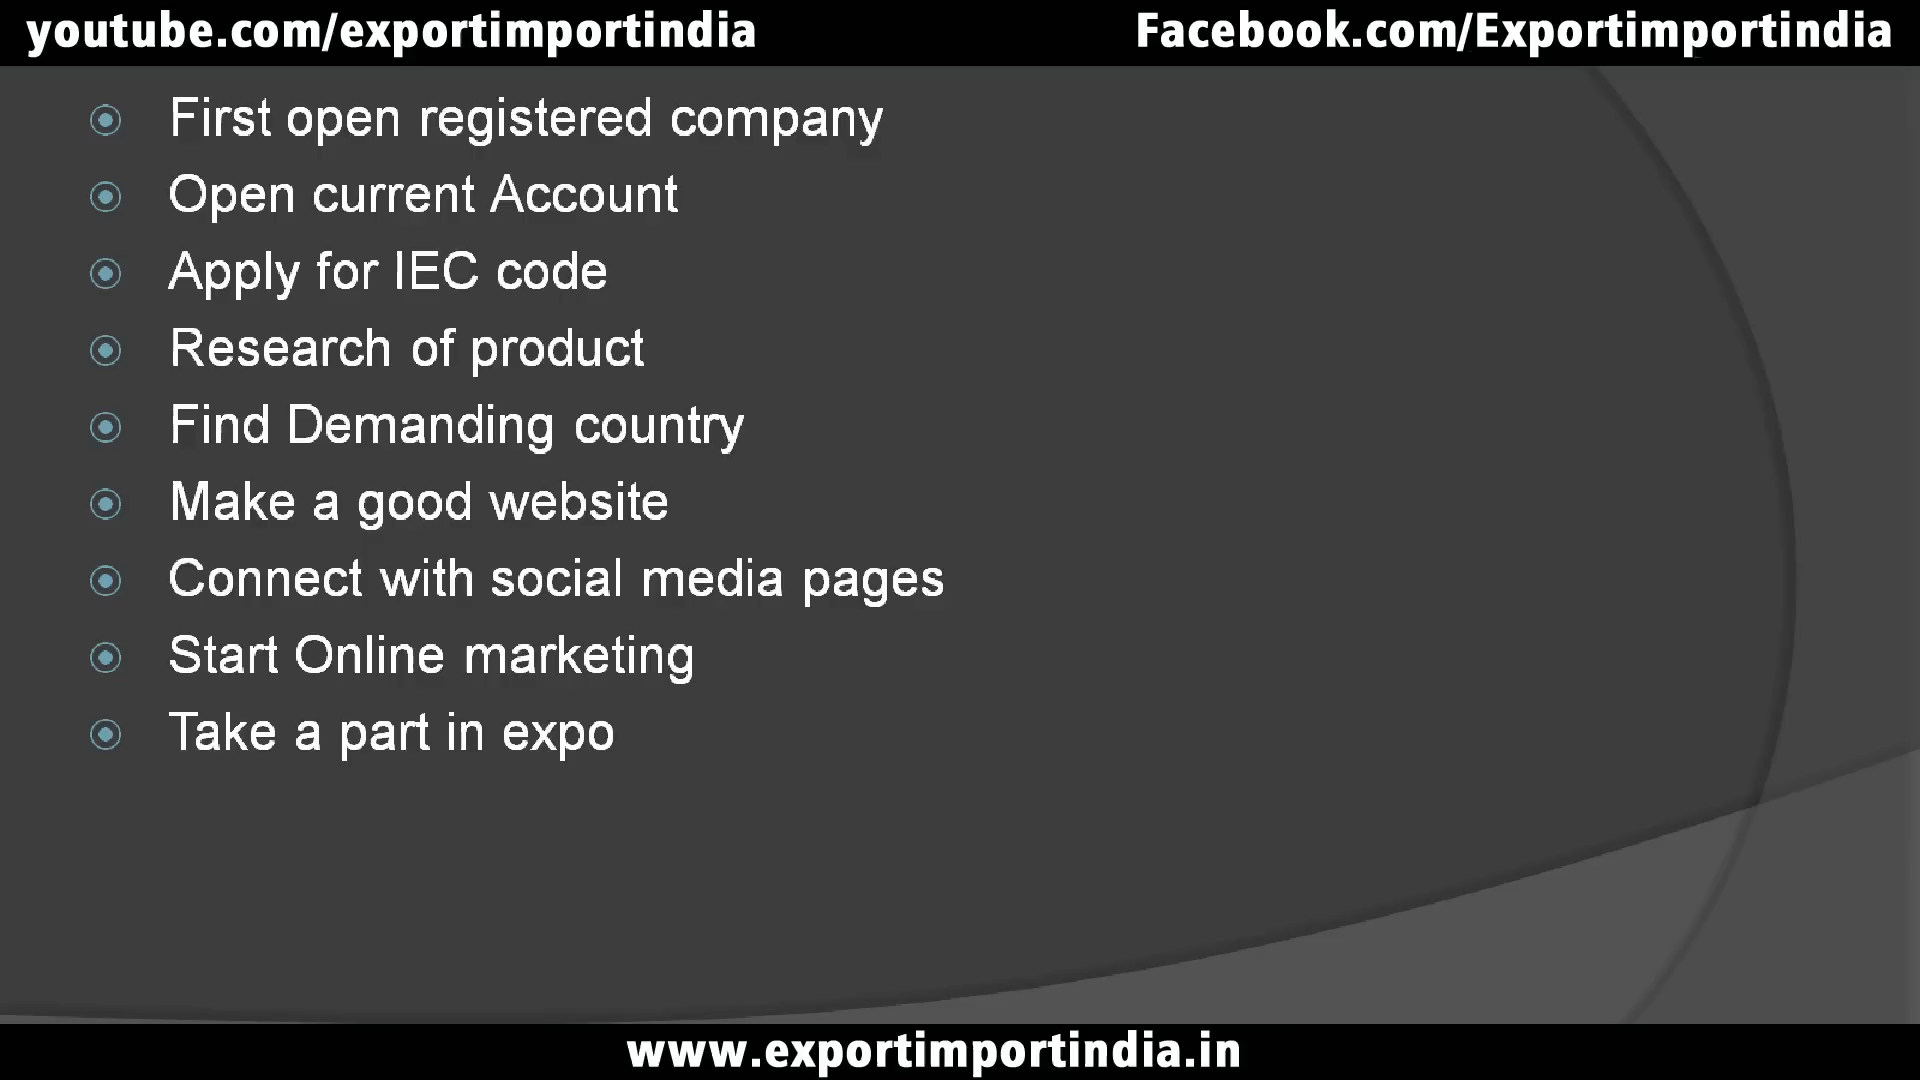 youtube.com/exportimportindia
Facebook.com/Exportimportindia
First open registered company
Open current Account
Apply for IEC code
Research of product
Find Demanding country
Make a good website
Connect with social media pages
Start Online marketing
Take a part in expo
www.exportimportindia.in